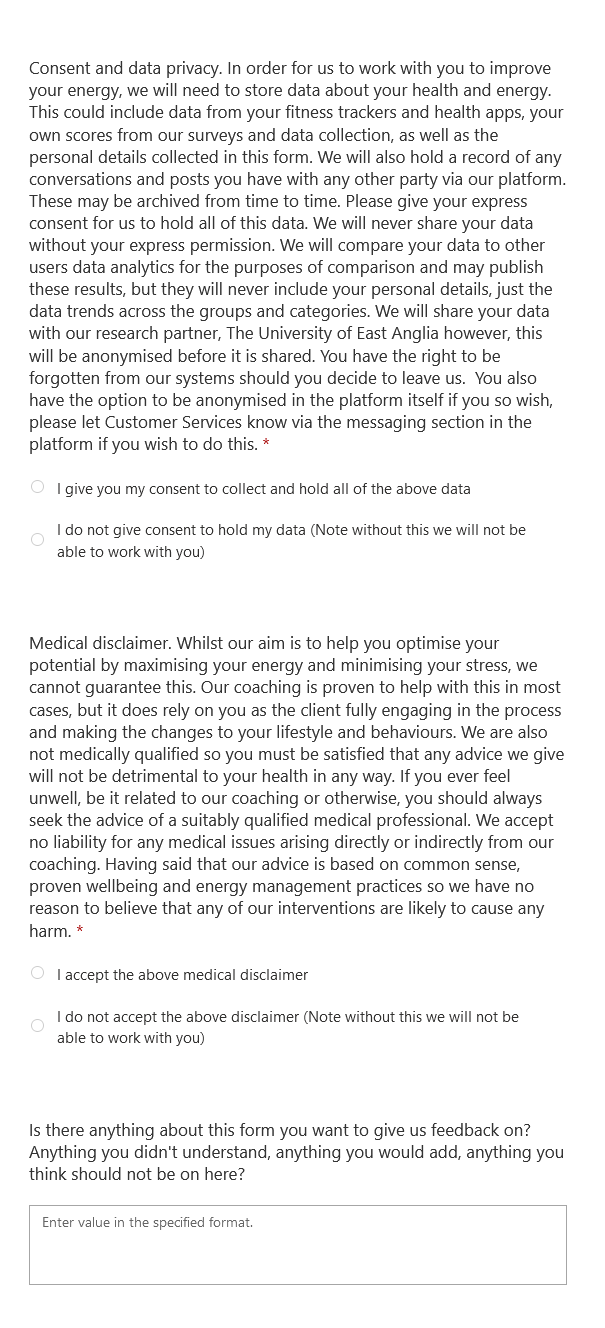 Consent and data privacy. In order for us to work with you to improve
your energy, we will need to store data about your health and energy.
This could include data from your fitness trackers and health apps, your
own scores from our surveys and data collection, as well as the
personal details collected in this form. We will also hold a record of any
conversations and posts you have with any other party via our platform.
These may be archived from time to time. Please give your express
consent for us to hold all of this data. We will never share your data
without your express permission. We will compare your data to other
users data analytics for the purposes of comparison and may publish
these results, but they will never include your personal details, just the
data trends across the groups and categories. We will share your data
with our research partner, The University of East Anglia however, this
will be anonymised before it is shared. You have the right to be
forgotten from our systems should you decide to leave us.  You also
have the option to be anonymised in the platform itself if you so wish,
please let Customer Services know via the messaging section in the
platform if you wish to do this. *
I give you my consent to collect and hold all of the above data
I do not give consent to hold my data (Note without this we will not be
able to work with you)
Medical disclaimer. Whilst our aim is to help you optimise your
potential by maximising your energy and minimising your stress, we
cannot guarantee this. Our coaching is proven to help with this in most
cases, but it does rely on you as the client fully engaging in the process
and making the changes to your lifestyle and behaviours. We are also
not medically qualified so you must be satisfied that any advice we give
will not be detrimental to your health in any way. If you ever feel
unwell, be it related to our coaching or otherwise, you should always
seek the advice of a suitably qualified medical professional. We accept
no liability for any medical issues arising directly or indirectly from our
coaching. Having said that our advice is based on common sense,
proven wellbeing and energy management practices so we have no
reason to believe that any of our interventions are likely to cause any
harm. *
I accept the above medical disclaimer
I do not accept the above disclaimer (Note without this we will not be
able to work with you)
Is there anything about this form you want to give us feedback on?
Anything you didn't understand, anything you would add, anything you
think should not be on here?
Enter value in the specified format.